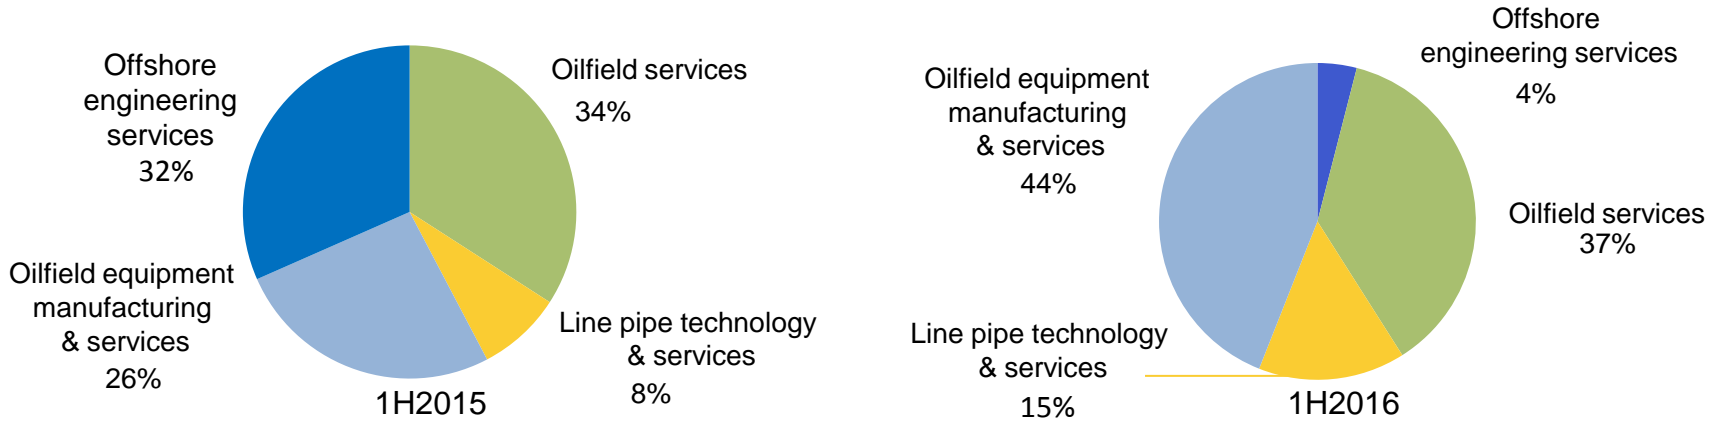 Offshore
engineering
services
32%
Oilfield services
34%
Oilfield equipment
manufacturing
& services
26%
Line pipe technology
& services
8%
1H2015
Offshore
engineering services
4%
Oilfield equipment
manufacturing
& services
44%
Oilfield services
37%
Line pipe technology
& services
15%
1H2016